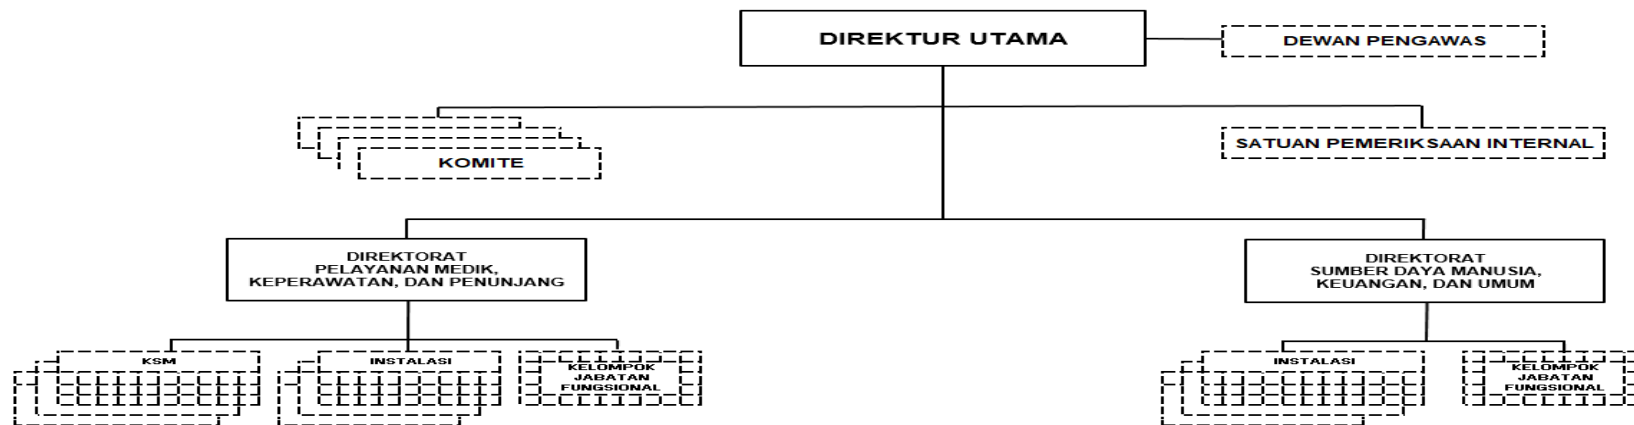 DIREKTUR UTAMA
DEWAN PENGAWAS
KOMITE
SATUAN PEMERIKSAAN INTERNAL
DIREKTORAT
PELAYANAN MEDIK,
KEPERAWATAN, DAN PENUNJANG
DIREKTORAT
SUMBER DAYA MANUSIA,
KEUANGAN, DAN UMUM
KSM
INSTALASI
KELOMPOK
JABATAN
FUNGSIONAL
INSTALASI
KELOMPOK
JABATAN
FUNGSIONAL